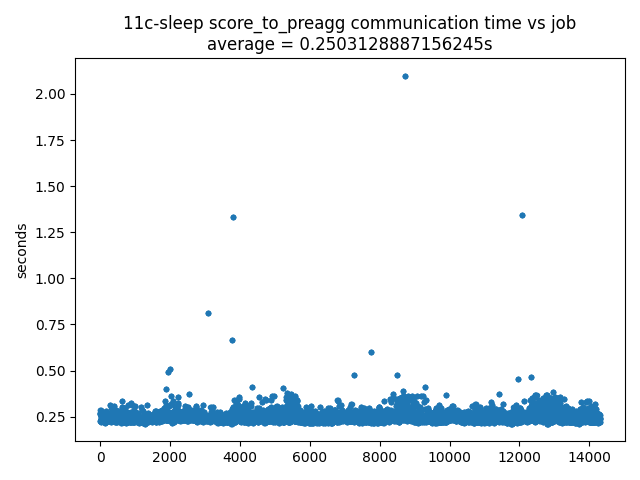 11c-sleep score_to_preagg communication time vs job
average = 0.2503128887156245s
2.00
1.75
1.50
1.25
1.00
0.75
0.50
0.25
seconds
0 2000 4000 6000 8000 10000 12000 14000